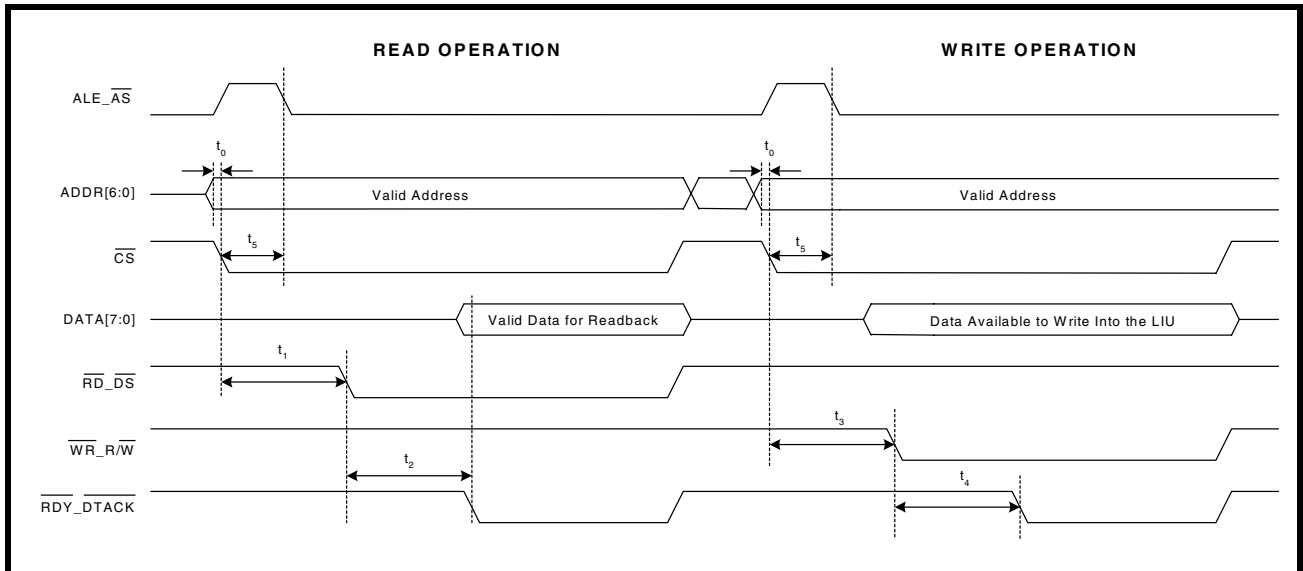 READ OPERATION WRITE OPERATION
ALE_AS
t0 t0
ADDR[6:0] Valid Address Valid Address
CS t5 t5
DATA[7:0] Valid Data for Readback Data Available to Write Into the LIU
t1
RD_DS
t3
WR_R/W
t2 t4
RDY_DTACK